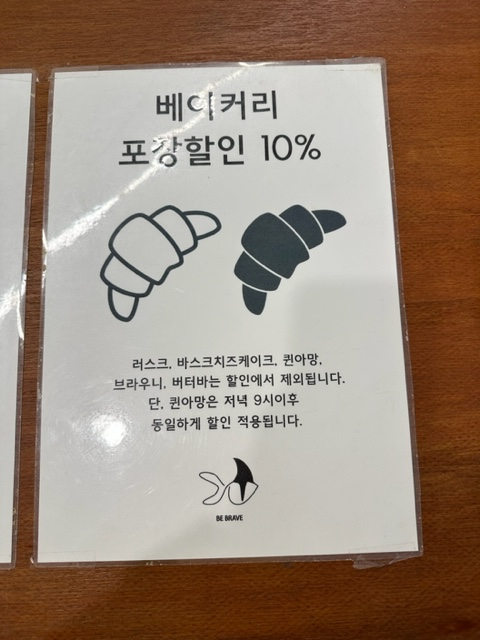 베이커리
포장할인 10%
러스크, 바스크치즈케이크, 퀸아망,
브라우니, 버터바는 할인에서 제외됩니다.
단, 퀸아망은 저녁 9시이후
동일하게 할인 적용됩니다.
BE BRAVE